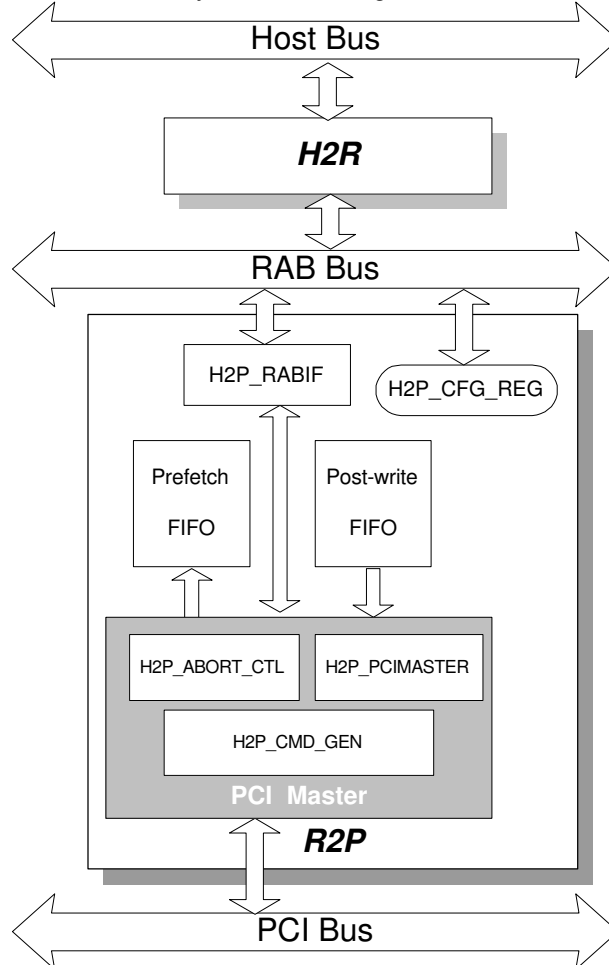 Host Bus
H2R
RAB Bus
H2P_RABIF
H2P_CFG_REG
Prefetch
FIFO
Post-write
FIFO
H2P_ABORT_CTL
H2P_PCIMASTER
H2P_CMD_GEN
PCI Master
R2P
PCI Bus